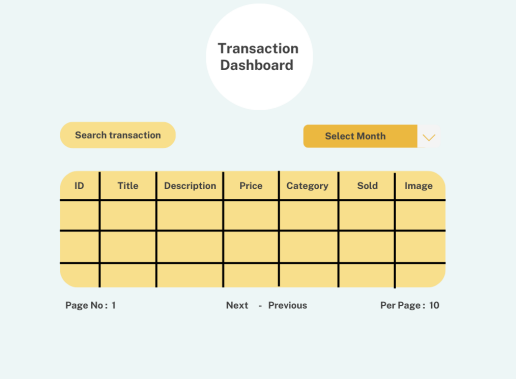 Transaction
Dashboard
Search transaction
Select Month
ID Title Description Price Category Sold Image
Page No : 1 Next - Previous Per Page : 10